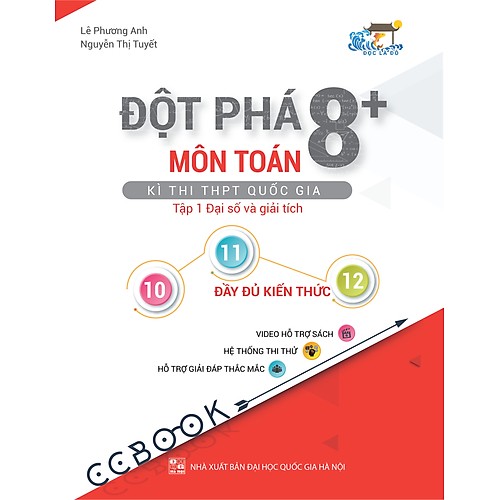 Lê Phương Anh
Nguyễn Thị Tuyết
ĐỌC LÀ ĐỖ
ĐỘT PHÁ 8+
MÔN TOÁN
KÌ THI THPT QUỐC GIA
Tập 1 Đại số và giải tích
11
10
12
ĐẦY ĐỦ KIẾN THỨC
VIDEO HỖ TRỢ SÁCH
HỆ THỐNG THI THỬ
HỖ TRỢ GIẢI ĐÁP THẮC MẮC
CCBOOK
NHÀ XUẤT BẢN ĐẠI HỌC QUỐC GIA HÀ NỘI